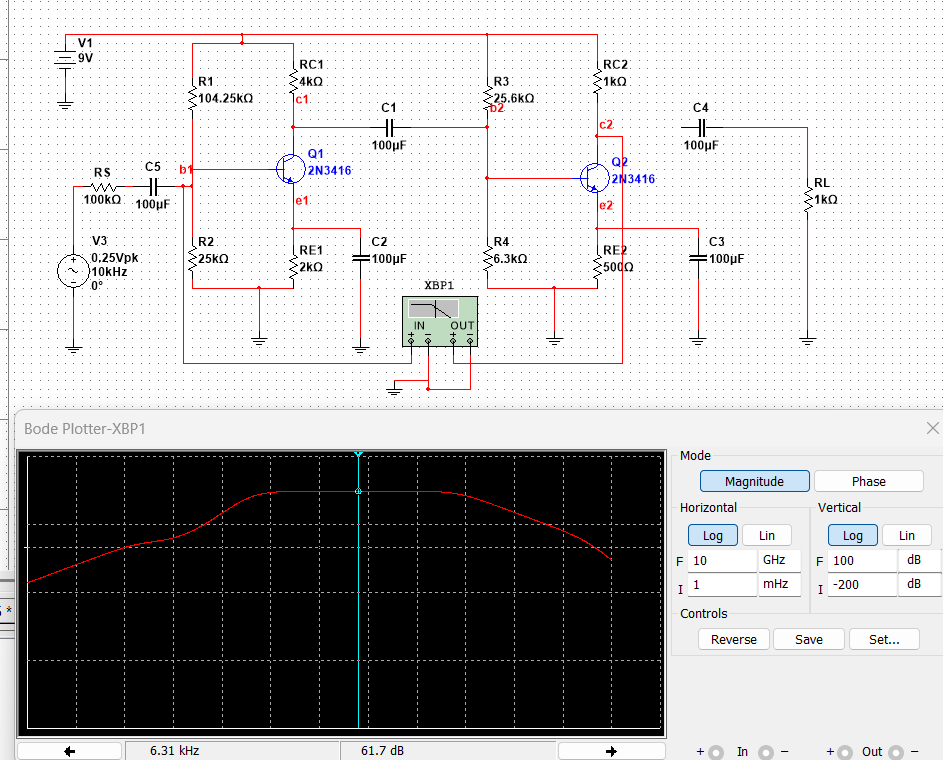 V1
9V
R1
104.25kΩ
RC1
4kΩ
c1
R3
25.6kΩ
b2
RC2
1kΩ
c2
C1
100µF
C4
100µF
RS
100kΩ
C5
100µF
b1
Q1
2N3416
e1
Q2
2N3416
e2
RL
1kΩ
V3
0.25Vpk
10kHz
0°
R2
25kΩ
RE1
2kΩ
C2
100µF
R4
6.3kΩ
RE2
500Ω
C3
100µF
XBP1
IN OUT
+ − + −
Bode Plotter-XBP1
Mode
Magnitude Phase
Horizontal Vertical
Log Lin Log Lin
F 10 GHz F 100 dB
I 1 mHz I -200 dB
Controls
Reverse Save Set...
6.31 kHz 61.7 dB
+ In − + Out −